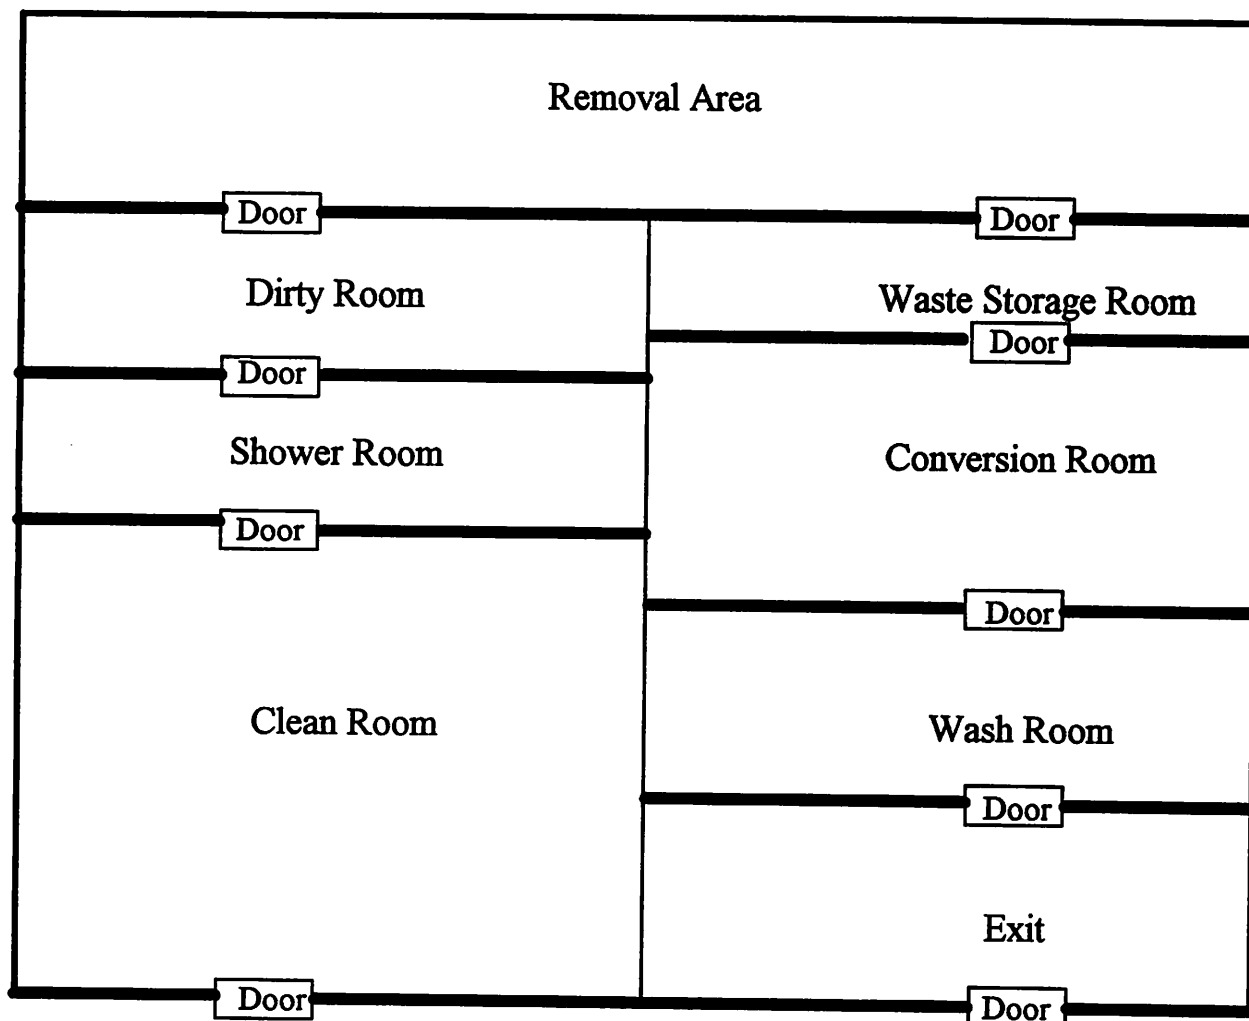 Removal Area
Door
Door
Dirty Room
Waste Storage Room
Door
Door
Shower Room
Conversion Room
Door
Door
Clean Room
Wash Room
Door
Exit
Door
Door